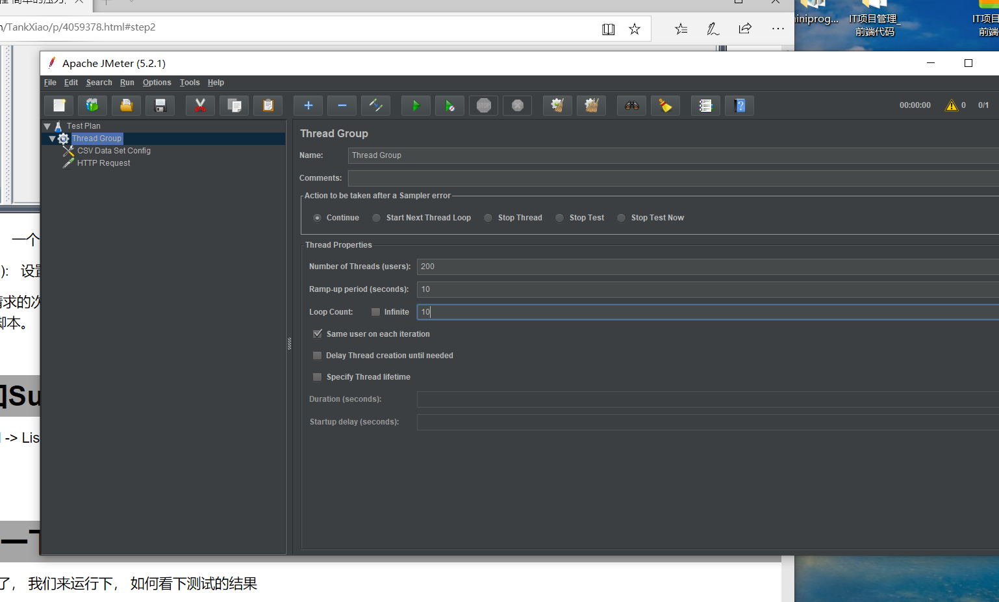 /TankXiao/p/4059378.html#step2
iniprog...
IT项目管理_
前端代码
IT项目
前端
Apache JMeter (5.2.1)
File Edit Search Run Options Tools Help
STOP
00:00:00 0 0/1
Test Plan
Thread Group
CSV Data Set Config
HTTP Request
Thread Group
Name: Thread Group
Comments:
Action to be taken after a Sampler error
Continue Start Next Thread Loop Stop Thread Stop Test Stop Test Now
Thread Properties
Number of Threads (users): 200
Ramp-up period (seconds): 10
Loop Count: Infinite 10
Same user on each iteration
Delay Thread creation until needed
Specify Thread lifetime
Duration (seconds):
Startup delay (seconds):
一个
): 设置
请求的次
脚本。
Su
-> Lis
一下
了， 我们来运行下， 如何看下测试的结果